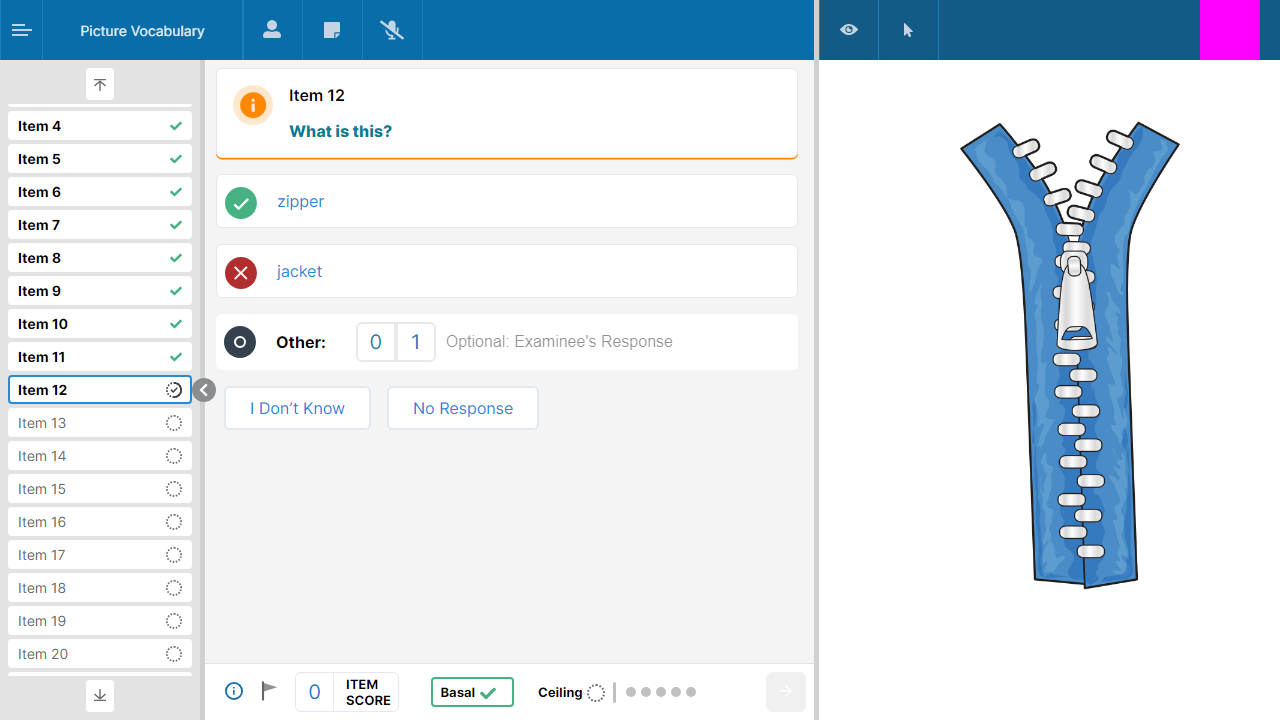 Picture Vocabulary
Item 4
Item 5
Item 6
Item 7
Item 8
Item 9
Item 10
Item 11
Item 12
Item 13
Item 14
Item 15
Item 16
Item 17
Item 18
Item 19
Item 20
Item 12
What is this?
zipper
jacket
Other: 0 1 Optional: Examinee's Response
I Don’t Know No Response
0 ITEM SCORE Basal Ceiling